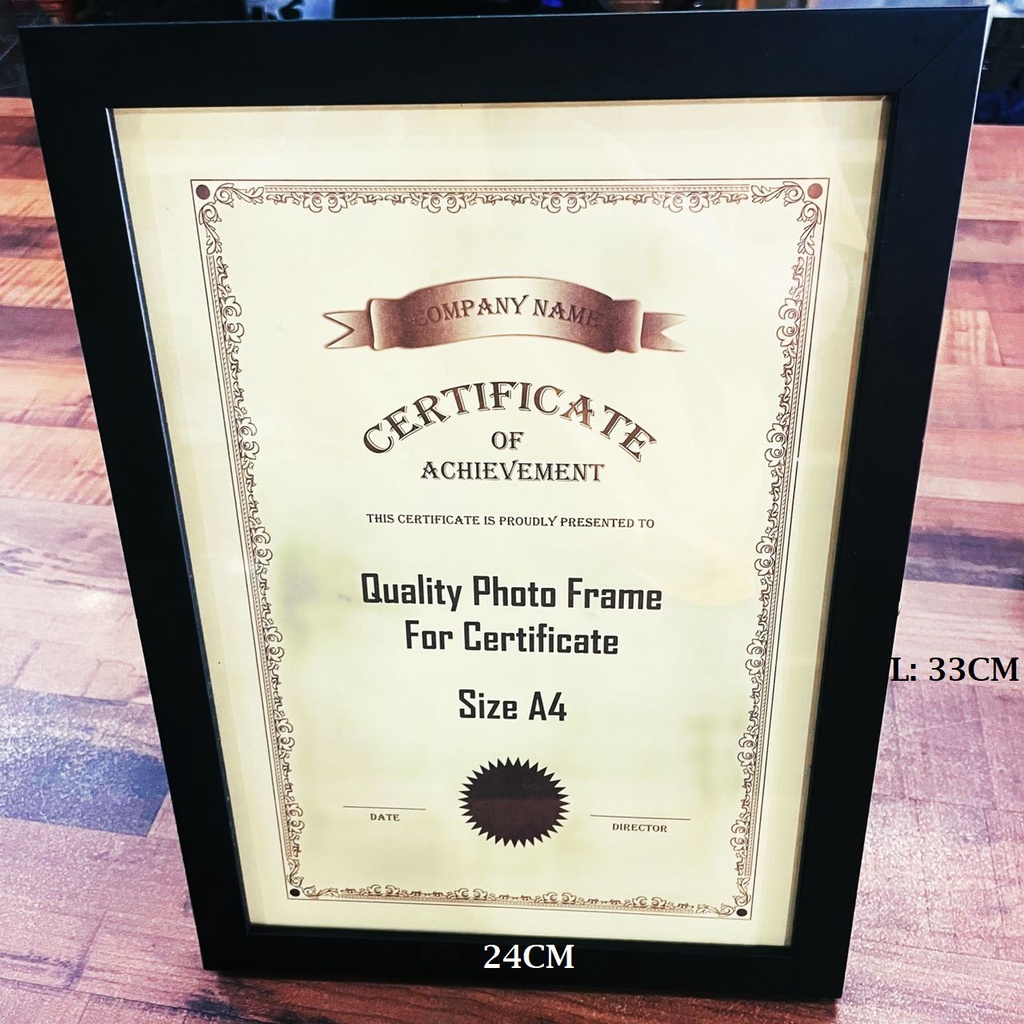 COMPANY NAME
CERTIFICATE
OF
ACHIEVEMENT
THIS CERTIFICATE IS PROUDLY PRESENTED TO
Quality Photo Frame
For Certificate
Size A4
L: 33CM
DATE
DIRECTOR
24CM